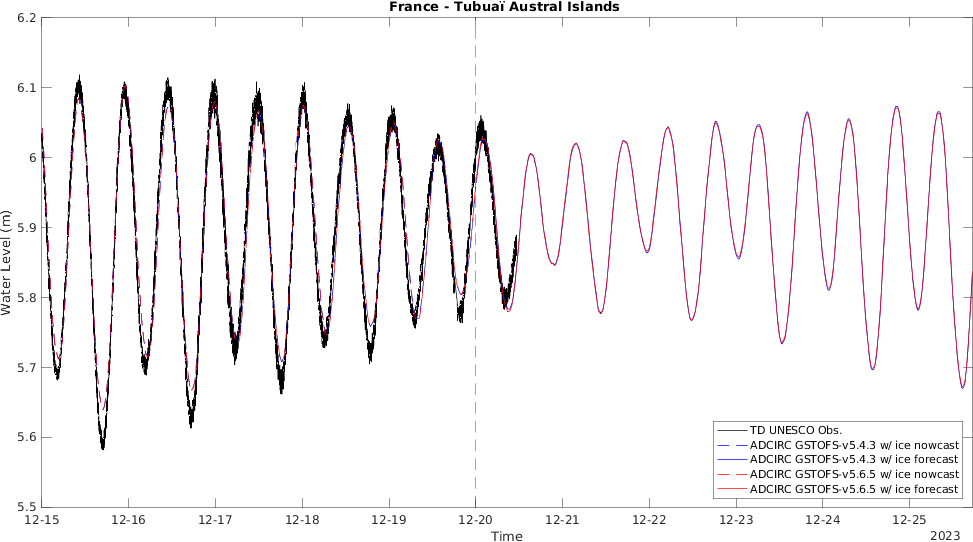 France - Tubuaï Austral Islands
6.2
6.1
6
5.9
5.8
5.7
5.6
5.5
Water Level (m)
TD UNESCO Obs.
ADCIRC GSTOFS-v5.4.3 w/ ice nowcast
ADCIRC GSTOFS-v5.4.3 w/ ice forecast
ADCIRC GSTOFS-v5.6.5 w/ ice nowcast
ADCIRC GSTOFS-v5.6.5 w/ ice forecast
12-15 12-16 12-17 12-18 12-19 12-20 12-21 12-22 12-23 12-24 12-25
Time
2023